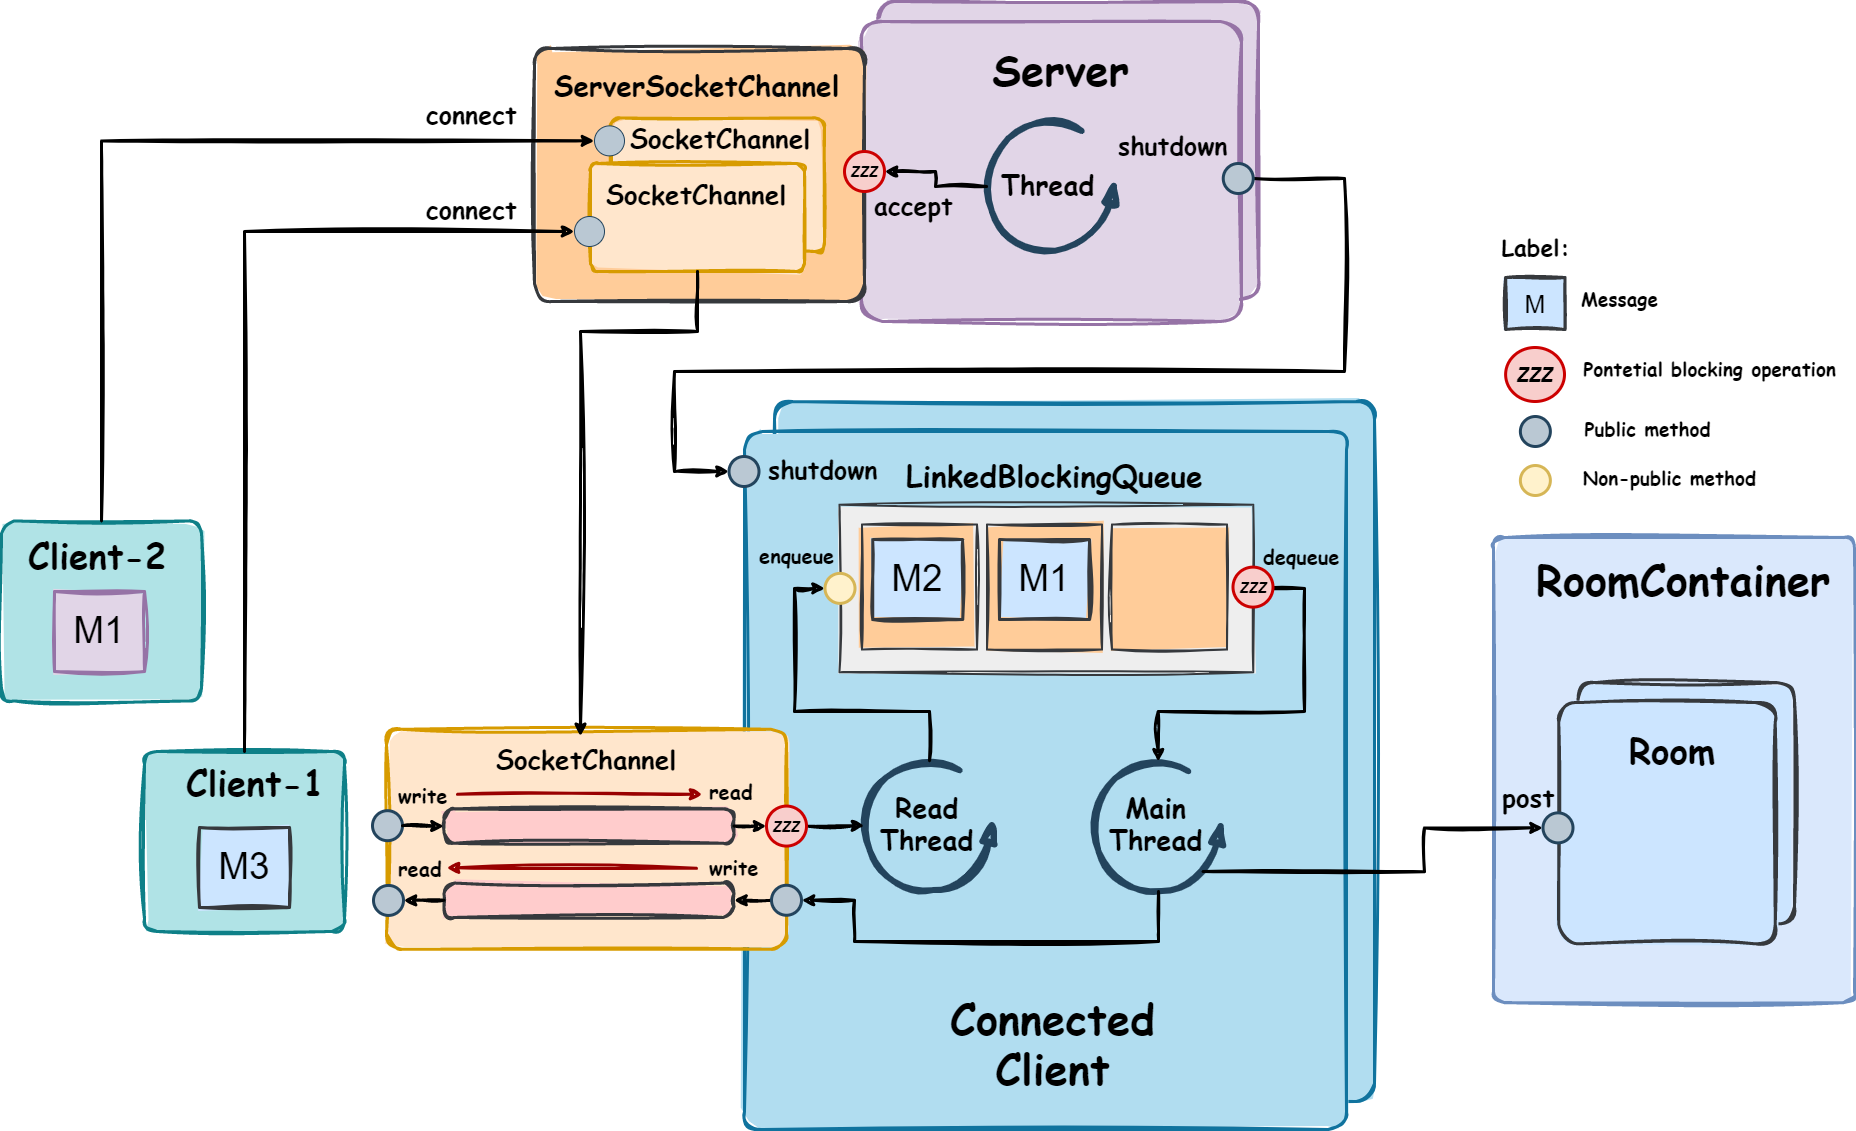 Server
ServerSocketChannel
connect
SocketChannel
shutdown
zzz
Thread
SocketChannel
accept
connect
Label:
M
Message
zzz
Pontetial blocking operation
Public method
Non-public method
shutdown
LinkedBlockingQueue
enqueue
dequeue
M2
M1
zzz
Client-2
M1
RoomContainer
Room
post
SocketChannel
write
read
zzz
Read
Thread
Main
Thread
read
write
Client-1
M3
Connected
Client